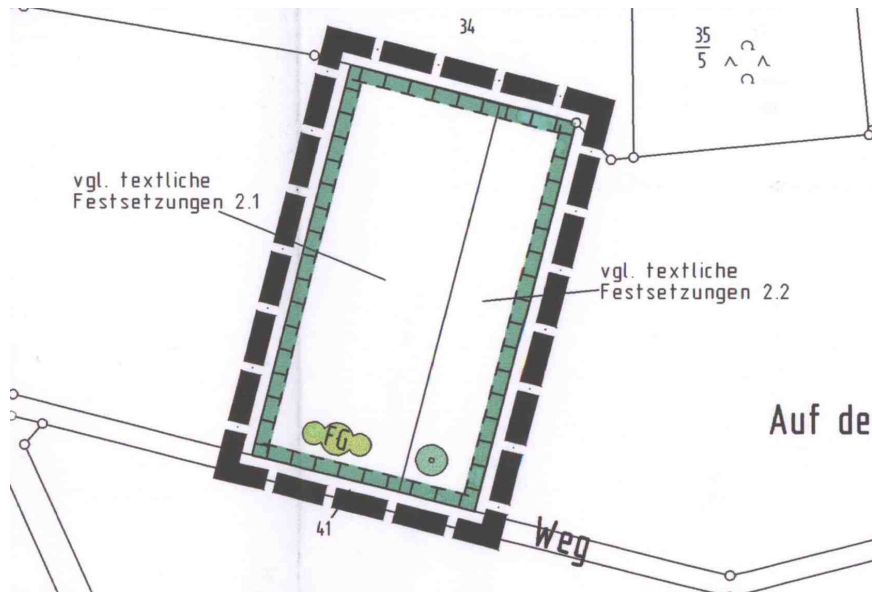 34
35
5
vgl. textliche
Festsetzungen 2.1
vgl. textliche
Festsetzungen 2.2
Auf de
FG
41
Weg